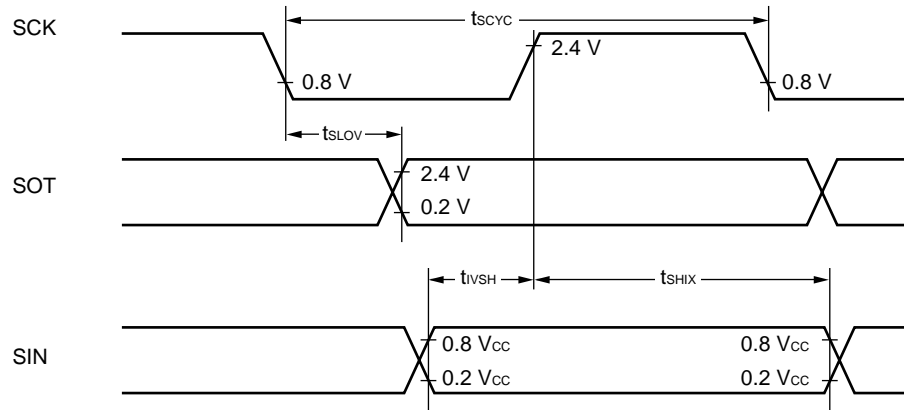 SCK
tSCYC
2.4 V
0.8 V
0.8 V
tSLOV
SOT
2.4 V
0.2 V
tIVSH
tSHIX
SIN
0.8 VCC
0.8 VCC
0.2 VCC
0.2 VCC